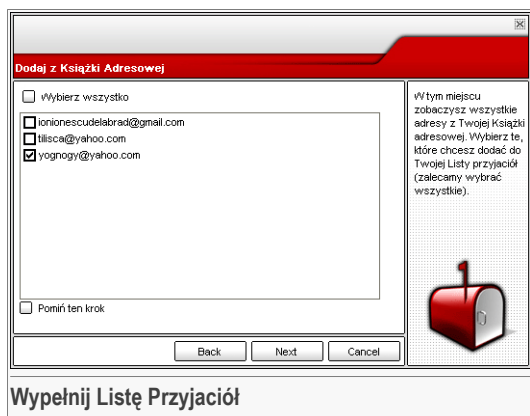 Dodaj z Książki Adresowej
Wybierz wszystko
ionionescudelabrad@gmail.com
tilisca@yahoo.com
yognogy@yahoo.com
Pomiń ten krok
W tym miejscu
zobaczysz wszystkie
adresy z Twojej Książki
adresowej. Wybierz te,
które chcesz dodać do
Twojej Listy przyjaciół
(zalecamy wybrać
wszystkie).
Back Next Cancel
Wypełnij Listę Przyjaciół